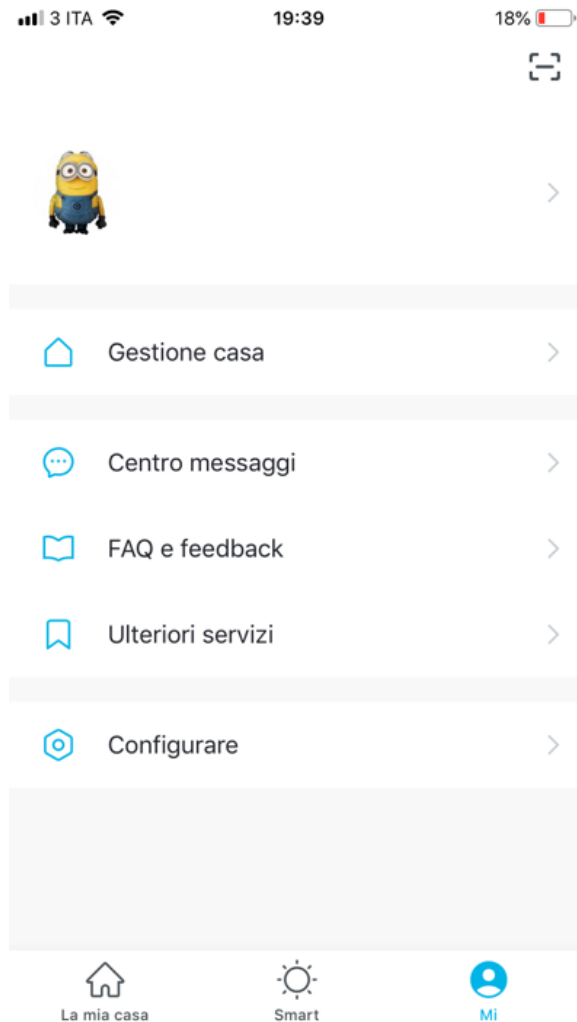 3 ITA 19:39 18%
Gestione casa
Centro messaggi
FAQ e feedback
Ulteriori servizi
Configurare
La mia casa Smart Mi